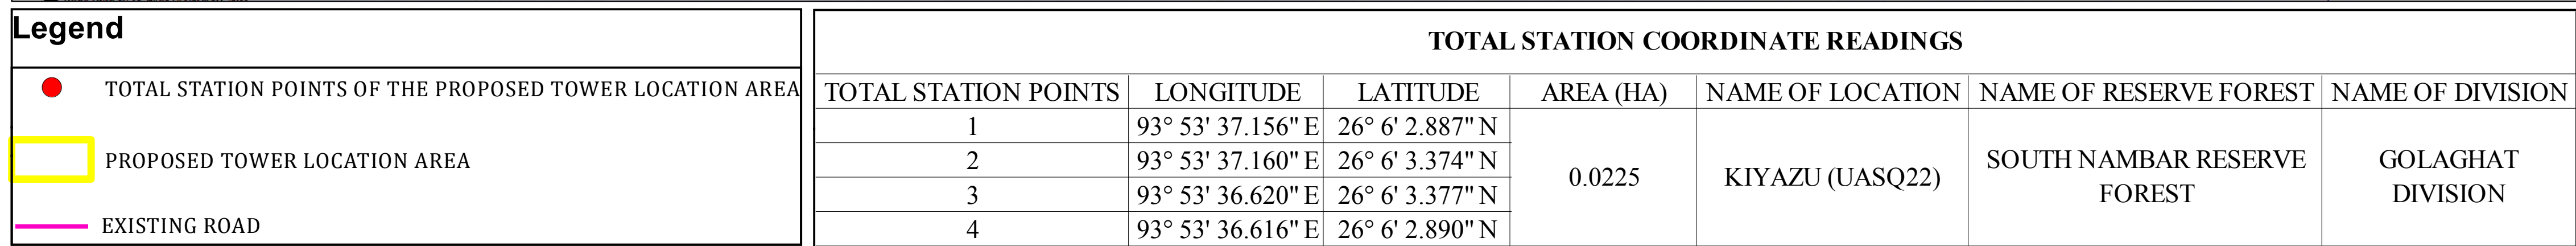 Legend
TOTAL STATION POINTS OF THE PROPOSED TOWER LOCATION AREA
PROPOSED TOWER LOCATION AREA
EXISTING ROAD
TOTAL STATION COORDINATE READINGS
TOTAL STATION POINTS LONGITUDE LATITUDE AREA (HA) NAME OF LOCATION NAME OF RESERVE FOREST NAME OF DIVISION
1 93° 53' 37.156" E 26° 6' 2.887" N
2 93° 53' 37.160" E 26° 6' 3.374" N
3 93° 53' 36.620" E 26° 6' 3.377" N
4 93° 53' 36.616" E 26° 6' 2.890" N
0.0225
KIYAZU (UASQ22)
SOUTH NAMBAR RESERVE
FOREST
GOLAGHAT
DIVISION